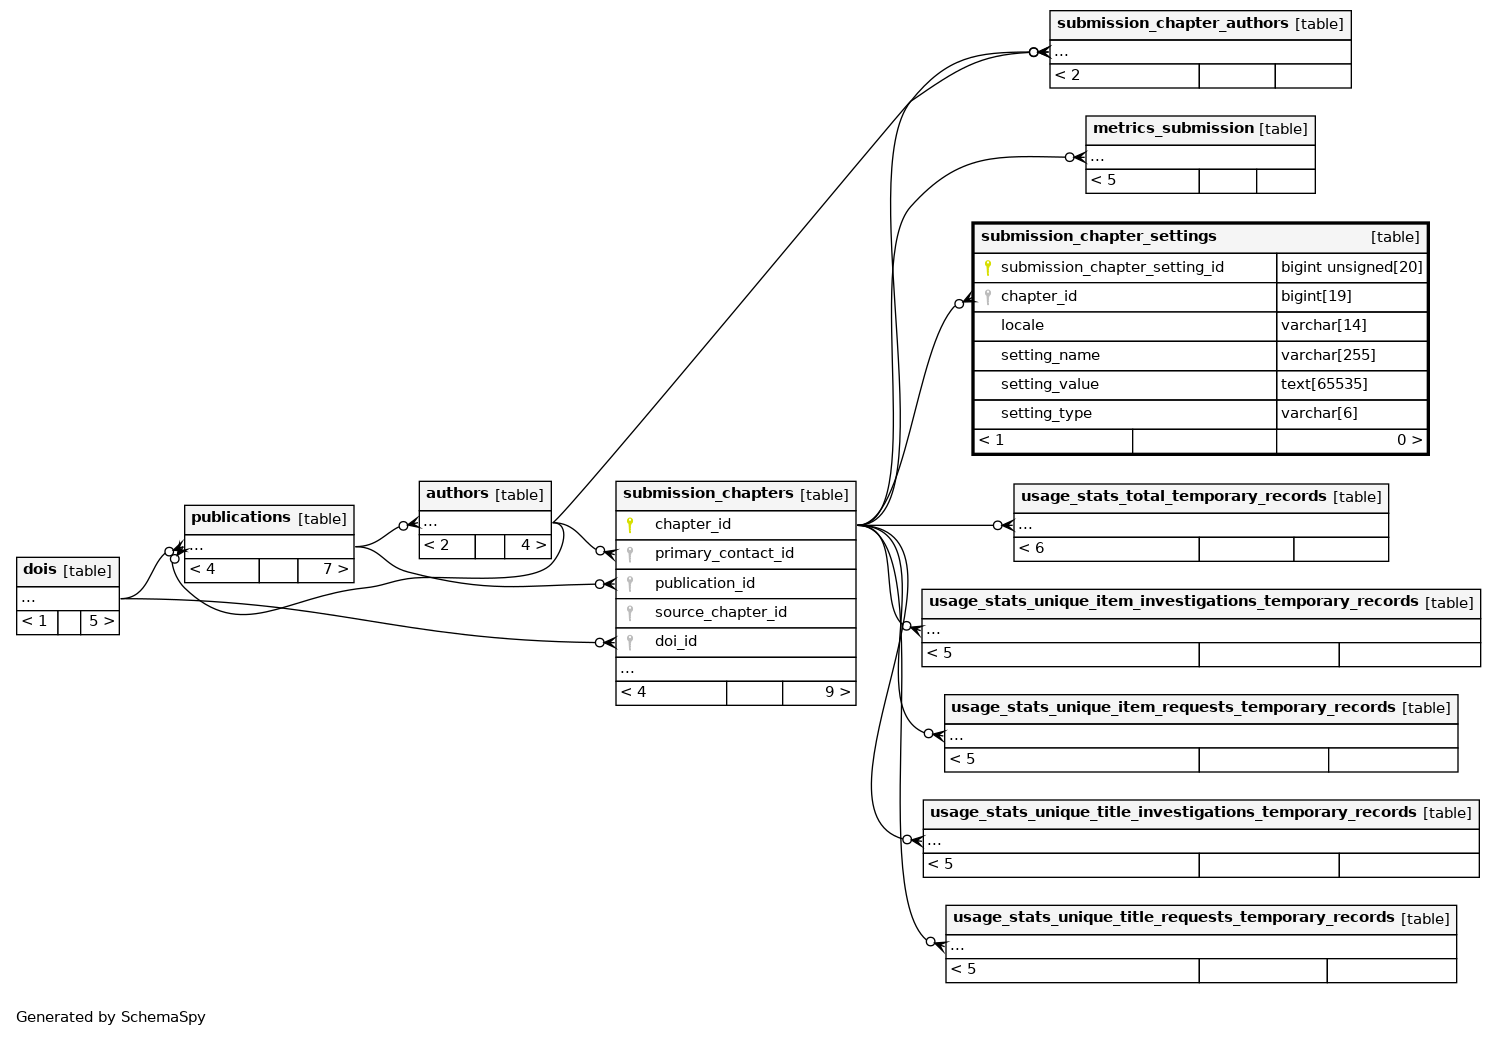 submission_chapter_authors [table]
...
< 2
metrics_submission [table]
...
< 5
submission_chapter_settings [table]
submission_chapter_setting_id bigint unsigned[20]
chapter_id bigint[19]
locale varchar[14]
setting_name varchar[255]
setting_value text[65535]
setting_type varchar[6]
< 1 0 >
dois [table]
...
< 1 5 >
publications [table]
...
< 4 7 >
authors [table]
...
< 2 4 >
submission_chapters [table]
chapter_id
primary_contact_id
publication_id
source_chapter_id
doi_id
...
< 4 9 >
usage_stats_total_temporary_records [table]
...
< 6
usage_stats_unique_item_investigations_temporary_records [table]
...
< 5
usage_stats_unique_item_requests_temporary_records [table]
...
< 5
usage_stats_unique_title_investigations_temporary_records [table]
...
< 5
usage_stats_unique_title_requests_temporary_records [table]
...
< 5
Generated by SchemaSpy